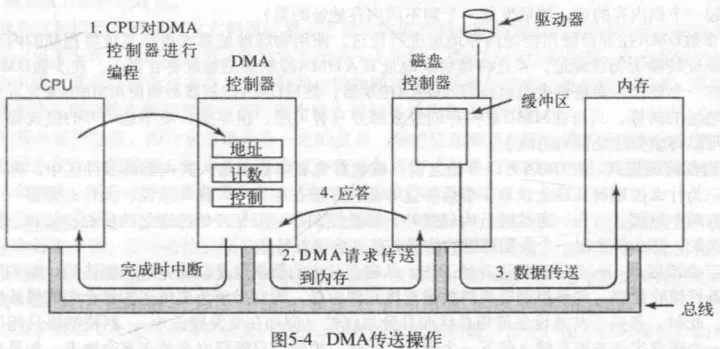 1. CPU对DMA
控制器进行
编程
CPU
DMA
控制器
磁盘
控制器
驱动器
缓冲区
内存
地址
计数
控制
4. 应答
完成时中断
2. DMA请求传送
到内存
3. 数据传送
总线
图5-4 DMA传送操作